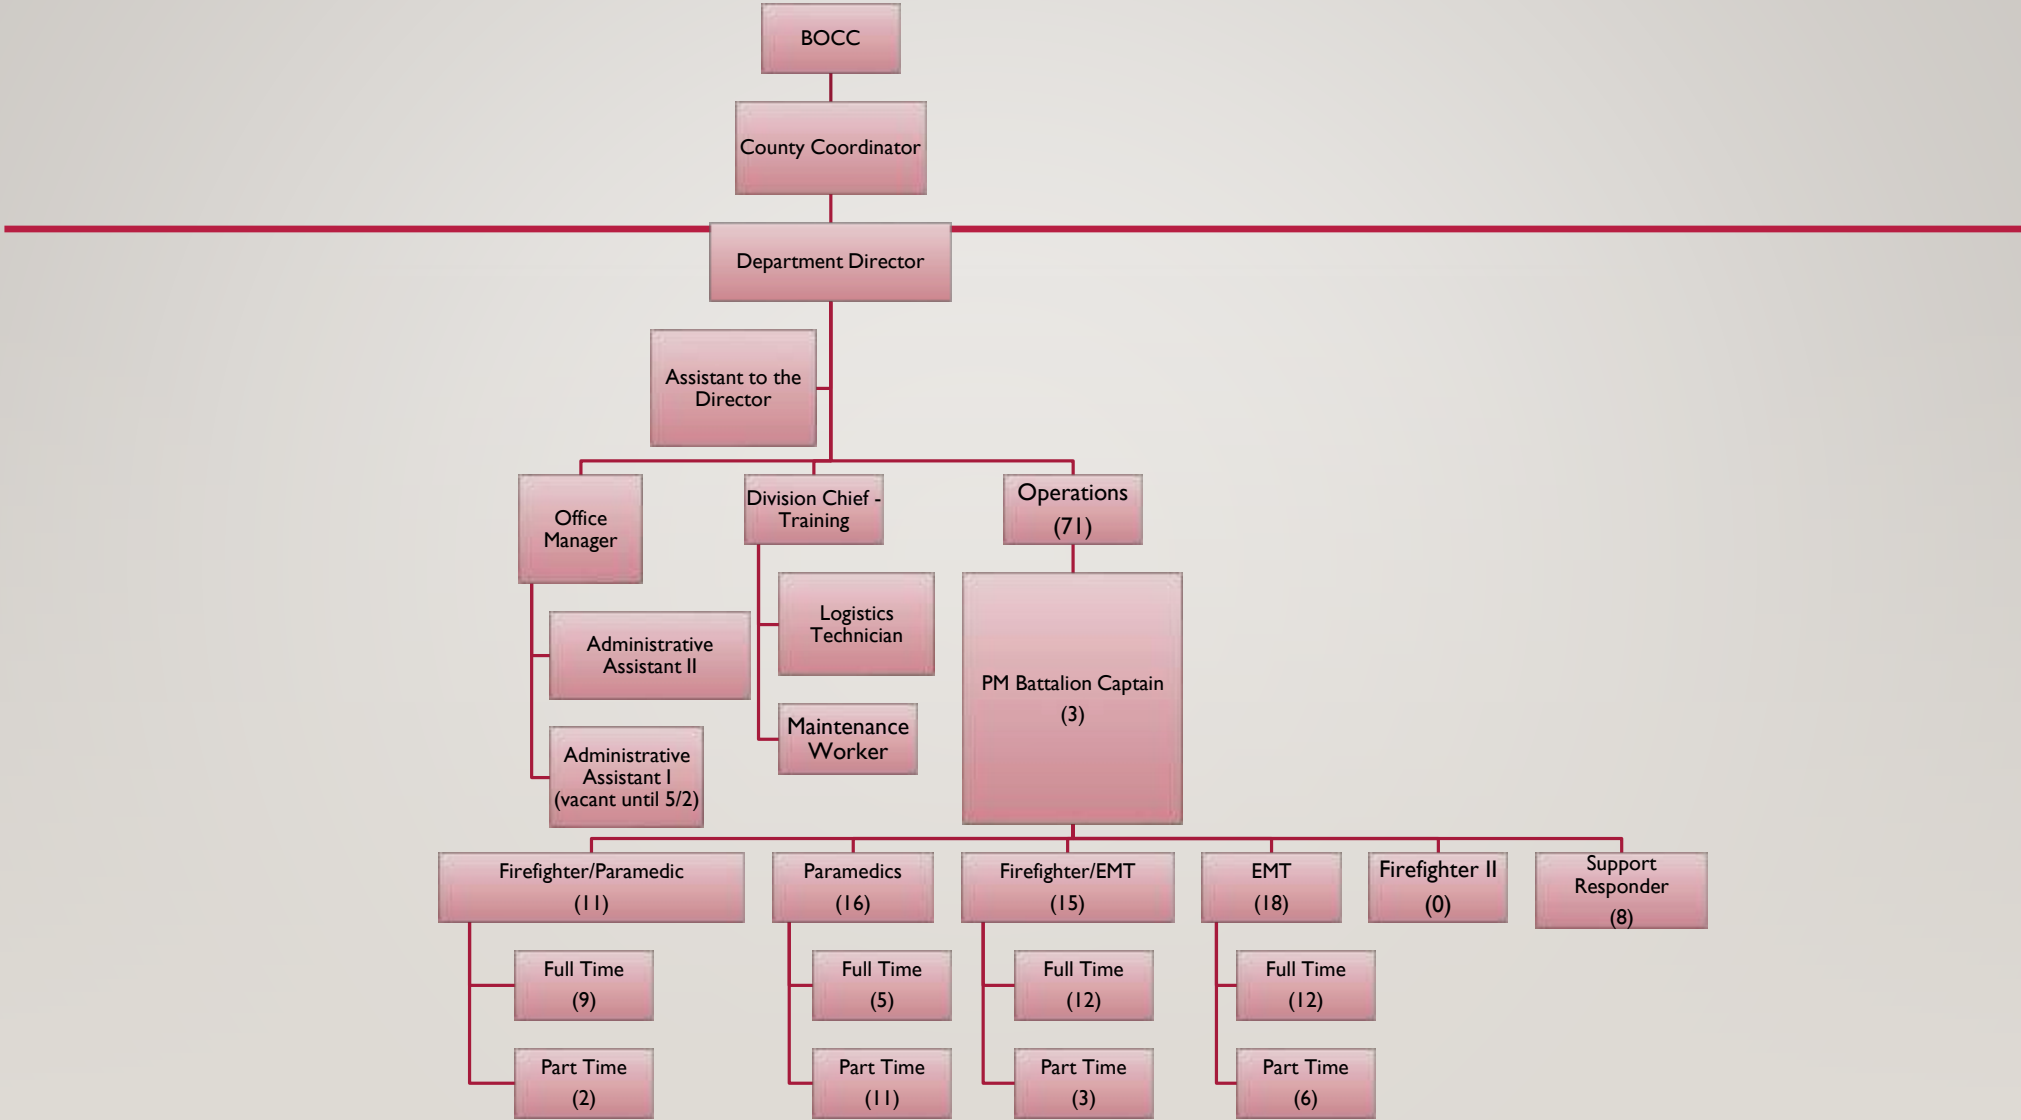 BOCC
County Coordinator
Department Director
Assistant to the
Director
Office
Manager
Administrative
Assistant II
Administrative
Assistant I
(vacant until 5/2)
Division Chief -
Training
Logistics
Technician
Maintenance
Worker
Operations
(71)
PM Battalion Captain
(3)
Firefighter/Paramedic
(11)
Full Time
(9)
Part Time
(2)
Paramedics
(16)
Full Time
(5)
Part Time
(11)
Firefighter/EMT
(15)
Full Time
(12)
Part Time
(3)
EMT
(18)
Full Time
(12)
Part Time
(6)
Firefighter II
(0)
Support
Responder
(8)